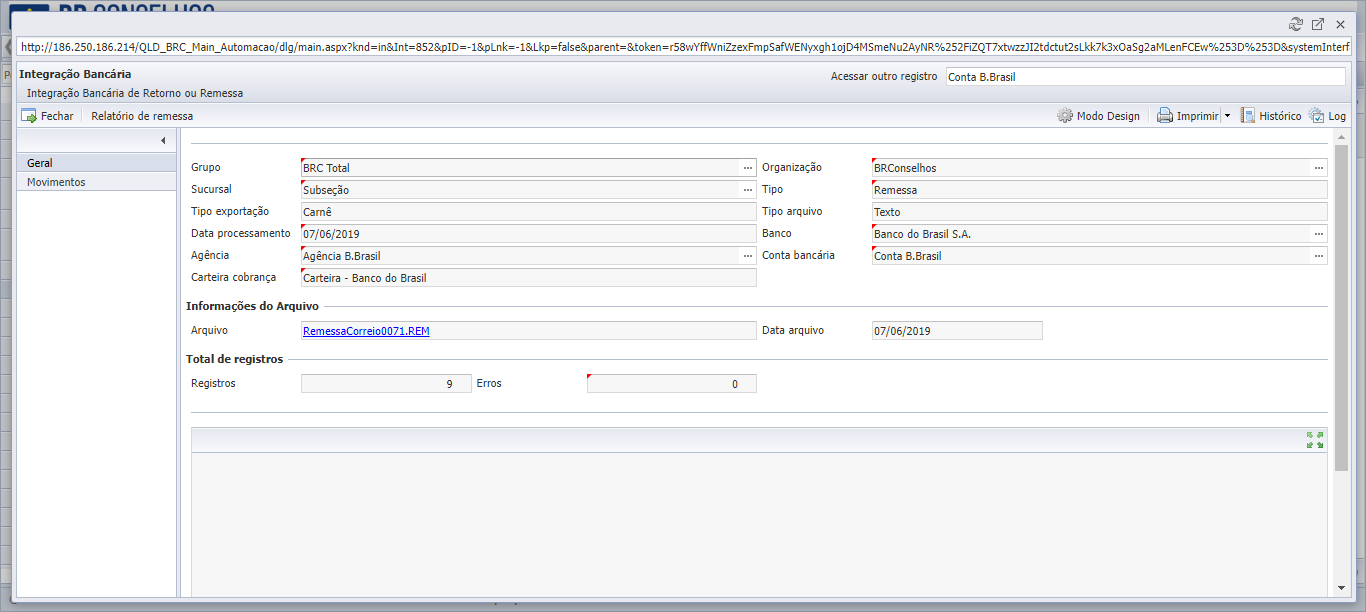 BR CONSELHOS
http://186.250.186.214/QLD_BRC_Main_Automacao/dlg/main.aspx?knd=in&Int=852&pID=-1&pLnk=-1&Lkp=false&parent=&token=r58wYffWniZzexFmpSafWENyxgh1ojD4MSmeNu2AyNR%252FiZQT7xtwzzJI2tdctut2sLkk7k3xOaSg2aMLenFCEw%253D%253D&systemInterf
Integração Bancária
Acessar outro registro Conta B.Brasil
Integração Bancária de Retorno ou Remessa
Fechar Relatório de remessa Modo Design Imprimir Histórico Log
Geral
Movimentos
Grupo BRC Total ... Organização BRConselhos ...
Sucursal Subseção ... Tipo Remessa
Tipo exportação Carnê Tipo arquivo Texto
Data processamento 07/06/2019 Banco Banco do Brasil S.A. ...
Agência Agência B.Brasil ... Conta bancária Conta B.Brasil ...
Carteira cobrança Carteira - Banco do Brasil
Informações do Arquivo
Arquivo RemessaCorreio0071.REM Data arquivo 07/06/2019
Total de registros
Registros 9 Erros 0